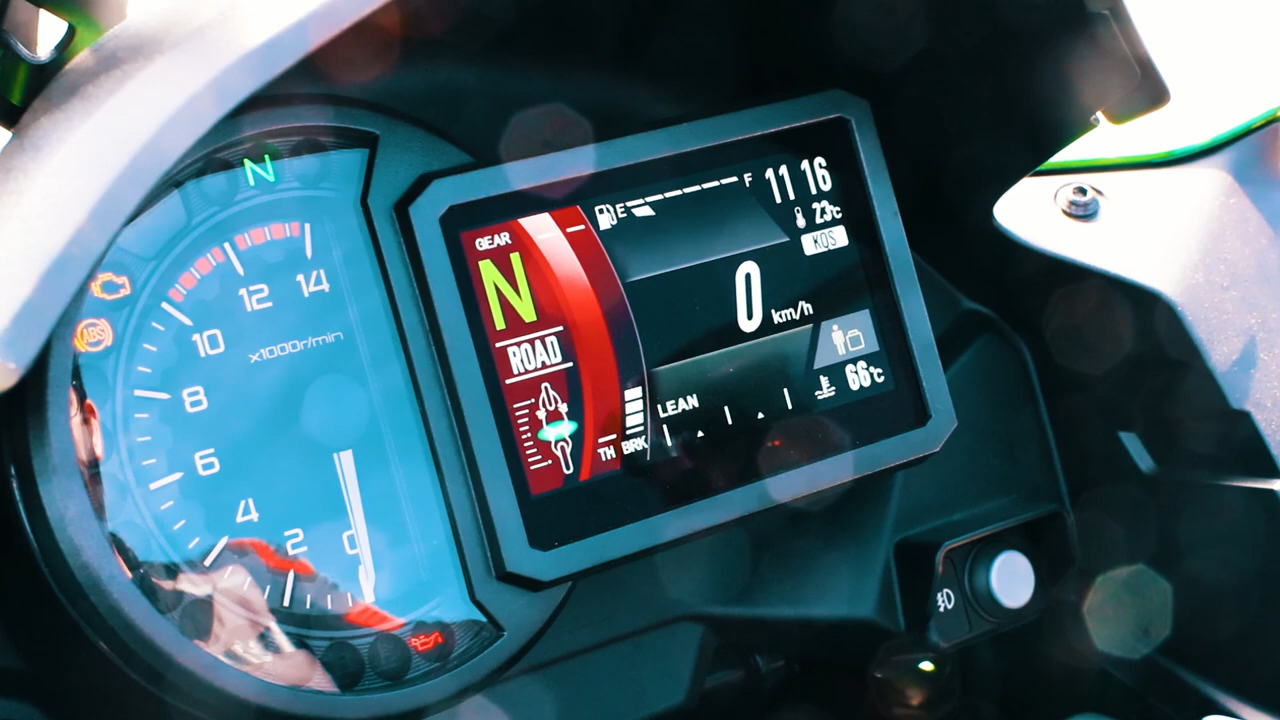 N
ABS
14
12
10
x1000r/min
8
6
4
2
0
GEAR
N
ROAD
TH
BRK
E
F
11 16
23°C
KQS
0
km/h
LEAN
66°C